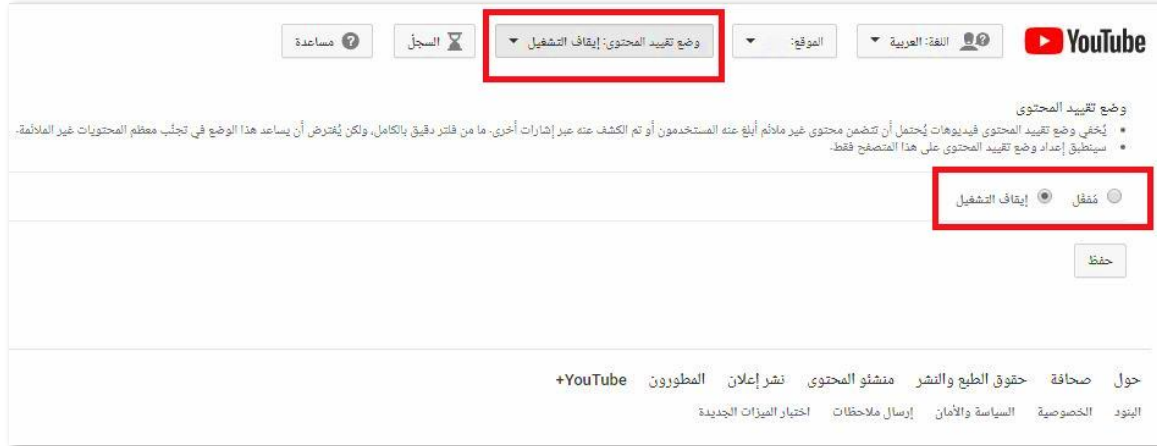 YouTube اللغة: العربية الموقع: وضع تقييد المحتوى: إيقاف التشغيل السجلّ مساعدة
وضع تقييد المحتوى
يُخفي وضع تقييد المحتوى فيديوهات يُحتمل أن تتضمن محتوى غير ملائم أبلغ عنه المستخدمون أو تم الكشف عنه عبر إشارات أخرى. ما من فلتر دقيق بالكامل، ولكن يُفترض أن يساعد هذا الوضع في تجنّب معظم المحتويات غير الملائمة.
سينطبق إعداد وضع تقييد المحتوى على هذا المتصفح فقط.
مُفعَّل إيقاف التشغيل
حفظ
حول صحافة حقوق الطبع والنشر منشئو المحتوى نشر إعلان المطورون YouTube+
البنود الخصوصية السياسة والأمان إرسال ملاحظات اختبار الميزات الجديدة